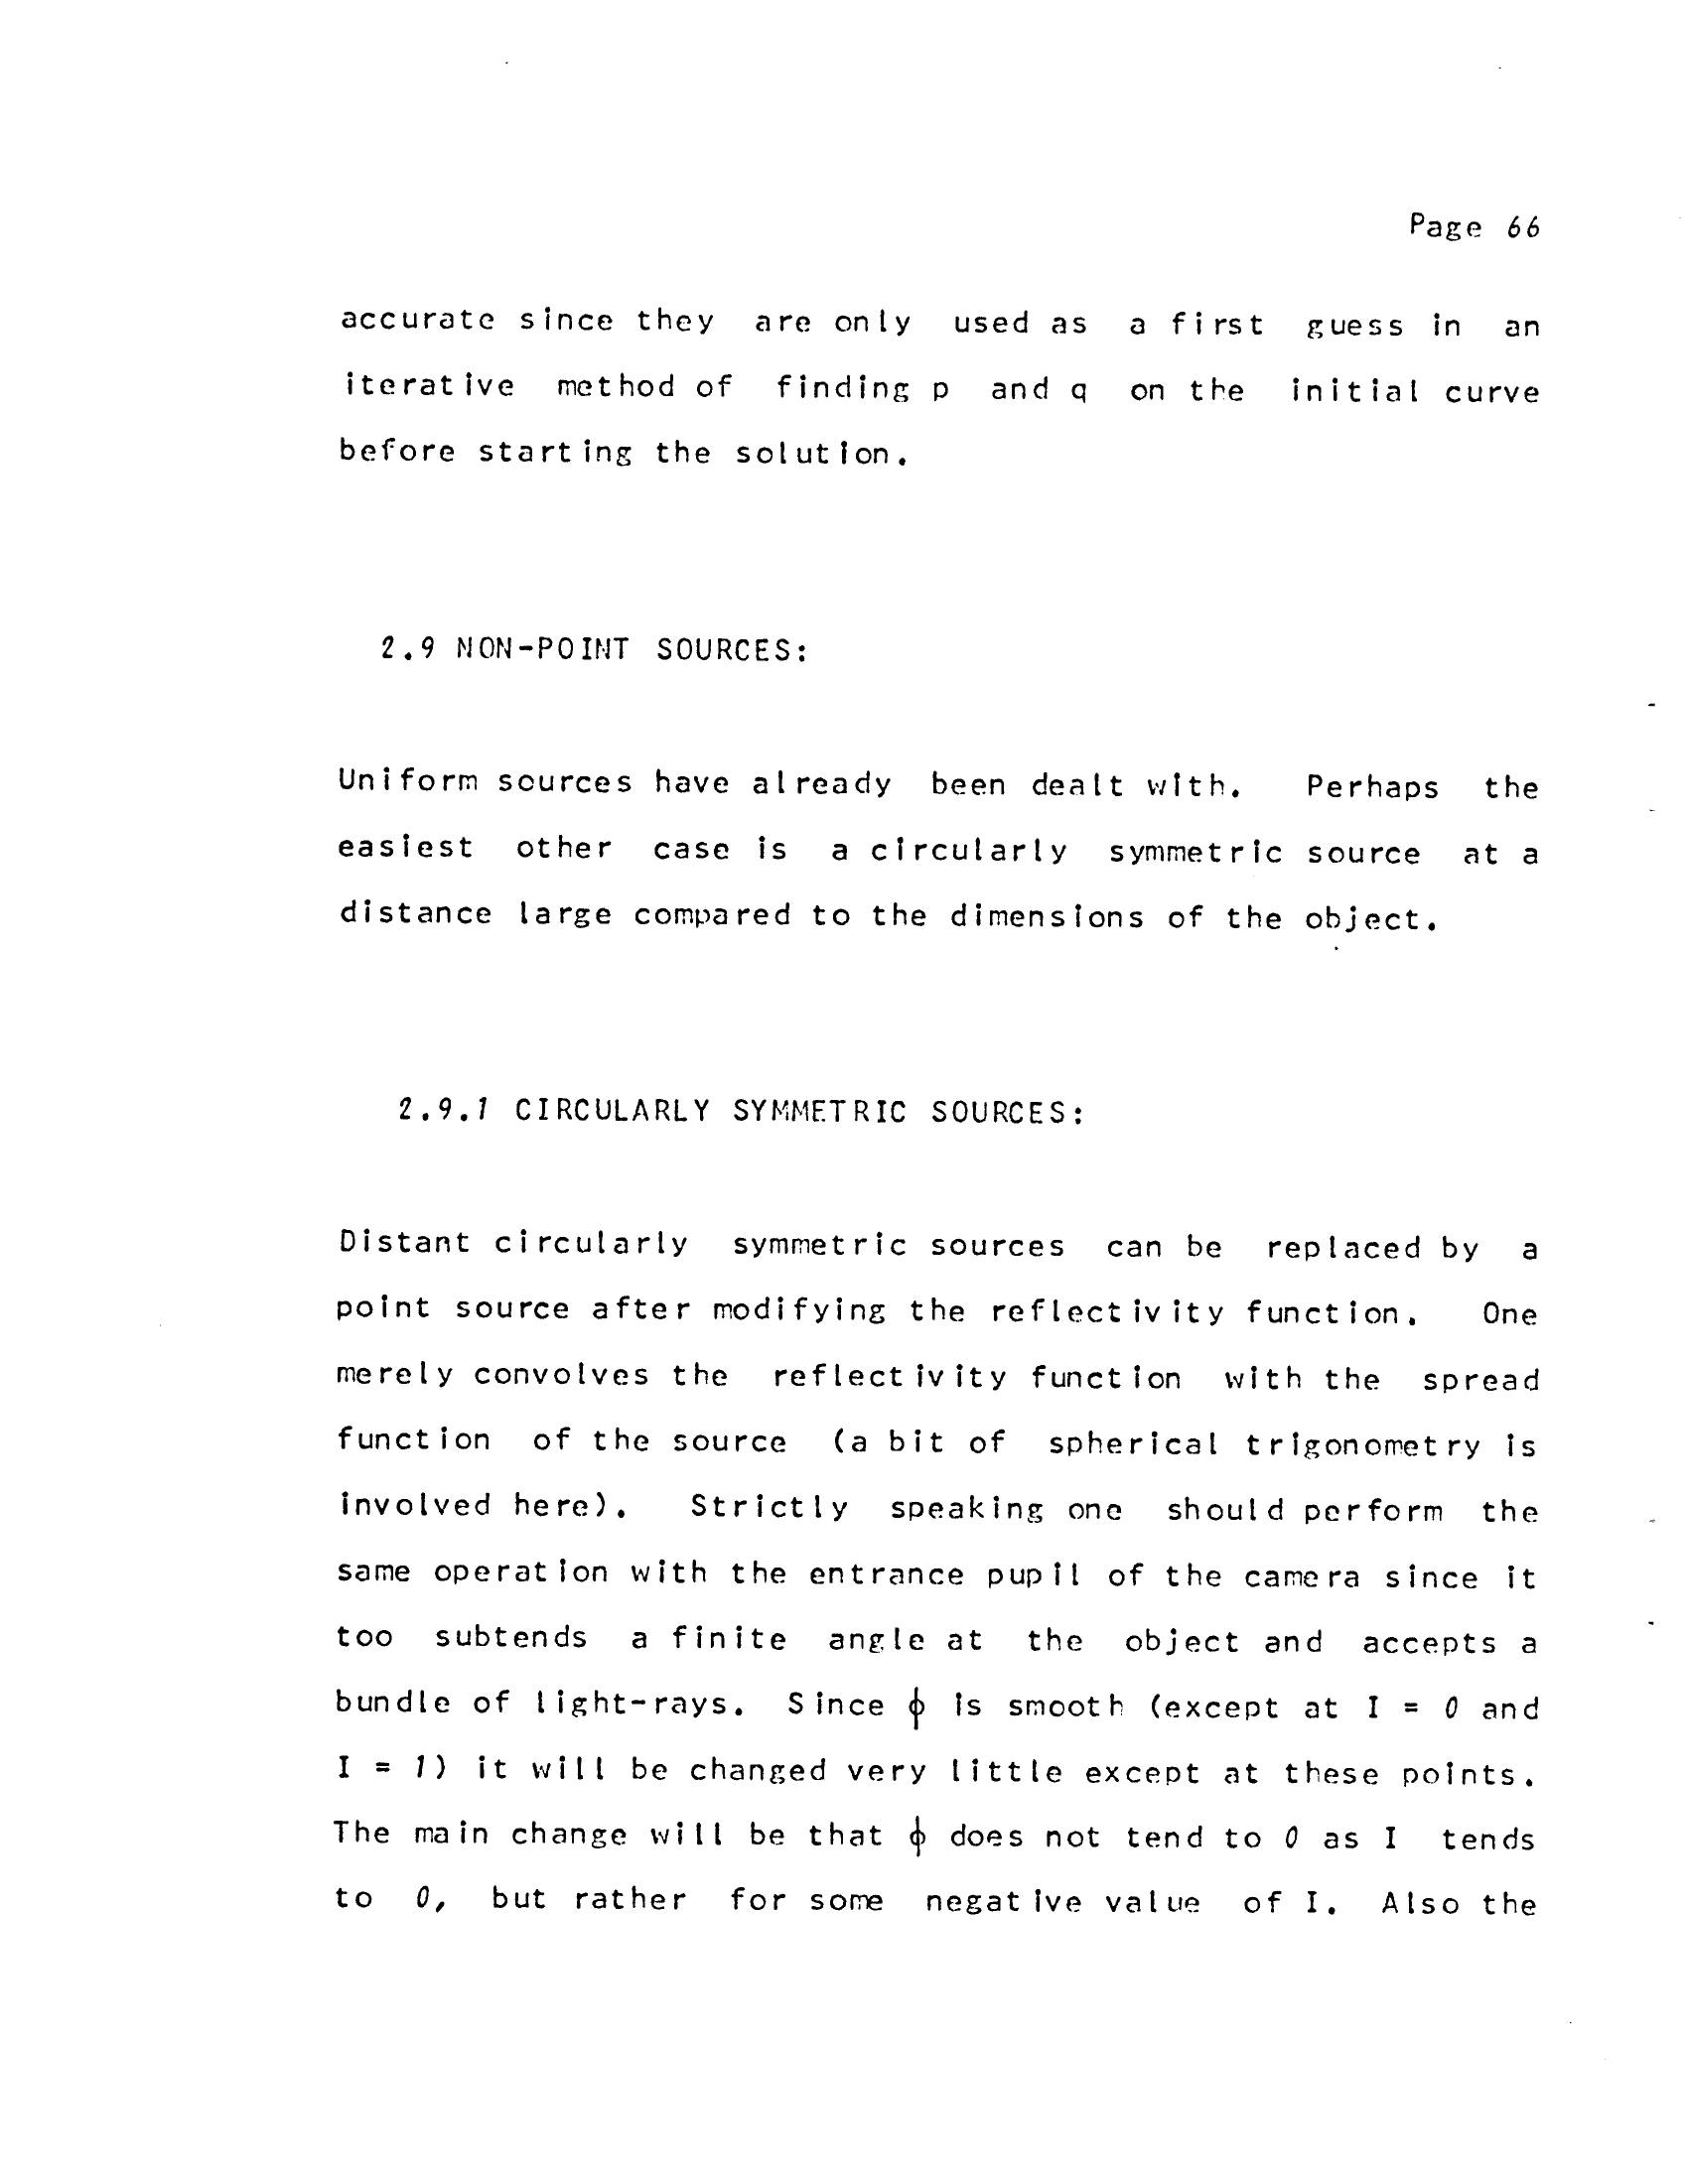 Page 66
accurate since they are only used as a first guess in an
iterative method of finding p and q on the initial curve
before starting the solution.
2.9 NON-POINT SOURCES:
Uniform sources have already been dealt with. Perhaps the
easiest other case is a circularly symmetric source at a
distance large compared to the dimensions of the object.
2.9.1 CIRCULARLY SYMMETRIC SOURCES:
Distant circularly symmetric sources can be replaced by a
point source after modifying the reflectivity function. One
merely convolves the reflectivity function with the spread
function of the source (a bit of spherical trigonometry is
involved here). Strictly speaking one should perform the
same operation with the entrance pupil of the camera since it
too subtends a finite angle at the object and accepts a
bundle of light-rays. Since ϕ is smooth (except at I = 0 and
I = 1) it will be changed very little except at these points.
The main change will be that ϕ does not tend to 0 as I tends
to 0, but rather for some negative value of I. Also the